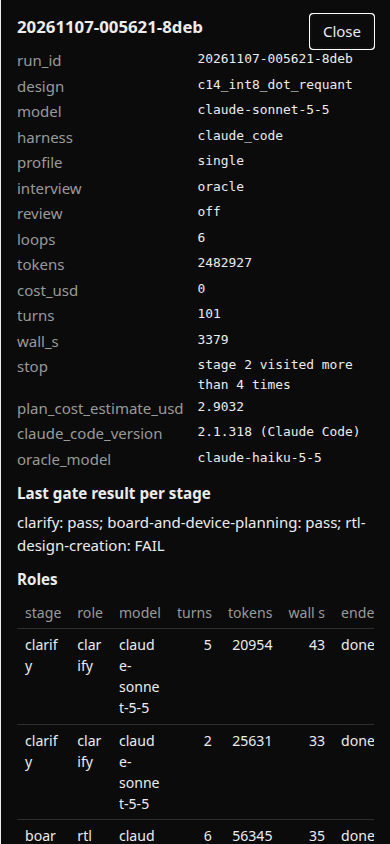 20261107-005621-8deb
Close
run_id 20261107-005621-8deb
design c14_int8_dot_requant
model claude-sonnet-5-5
harness claude_code
profile single
interview oracle
review off
loops 6
tokens 2482927
cost_usd 0
turns 101
wall_s 3379
stop stage 2 visited more
than 4 times
plan_cost_estimate_usd 2.9032
claude_code_version 2.1.318 (Claude Code)
oracle_model claude-haiku-5-5
Last gate result per stage
clarify: pass; board-and-device-planning: pass; rtl-
design-creation: FAIL
Roles
stage role model turns tokens wall s ende
clarif clar claud 5 20954 43 done
y ify e-
sonne
t-5-5
clarif clar claud 2 25631 33 done
y ify e-
sonne
t-5-5
boar rtl claud 6 56345 35 done